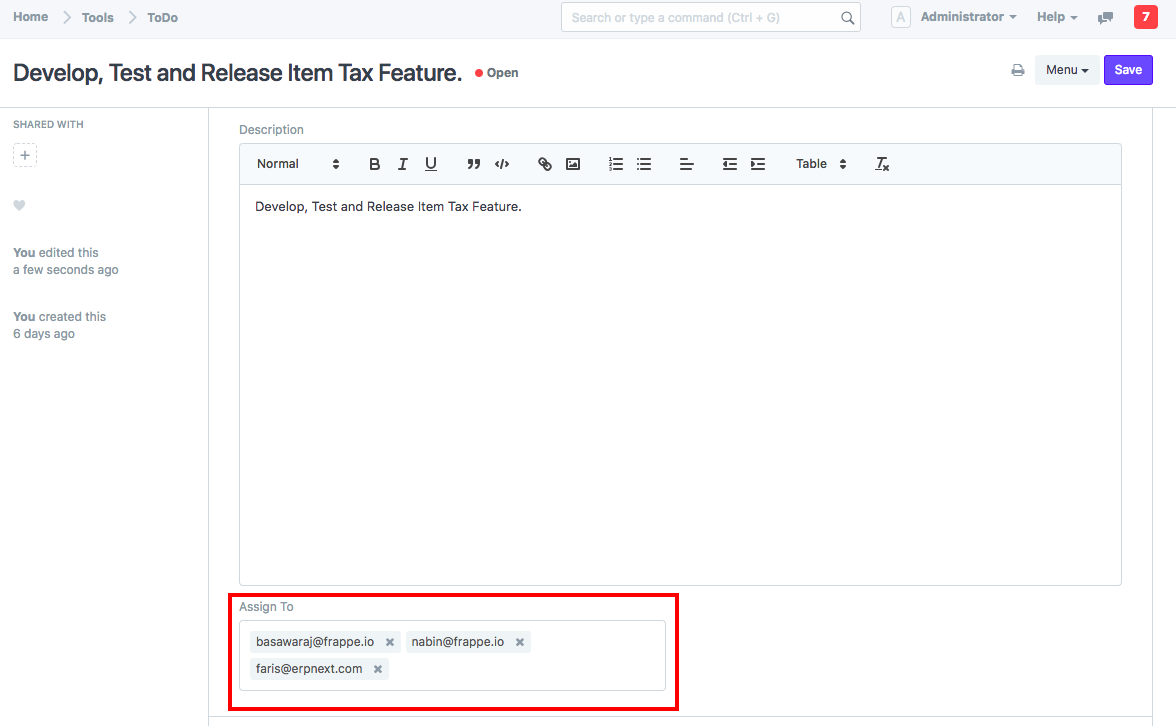 Home Tools ToDo Search or type a command (Ctrl + G) A Administrator Help 7
Develop, Test and Release Item Tax Feature. Open Menu Save
SHARED WITH
+
You edited this
a few seconds ago
You created this
6 days ago
Description
Normal B I U Table
Develop, Test and Release Item Tax Feature.
Assign To
basawaraj@frappe.io nabin@frappe.io
faris@erpnext.com